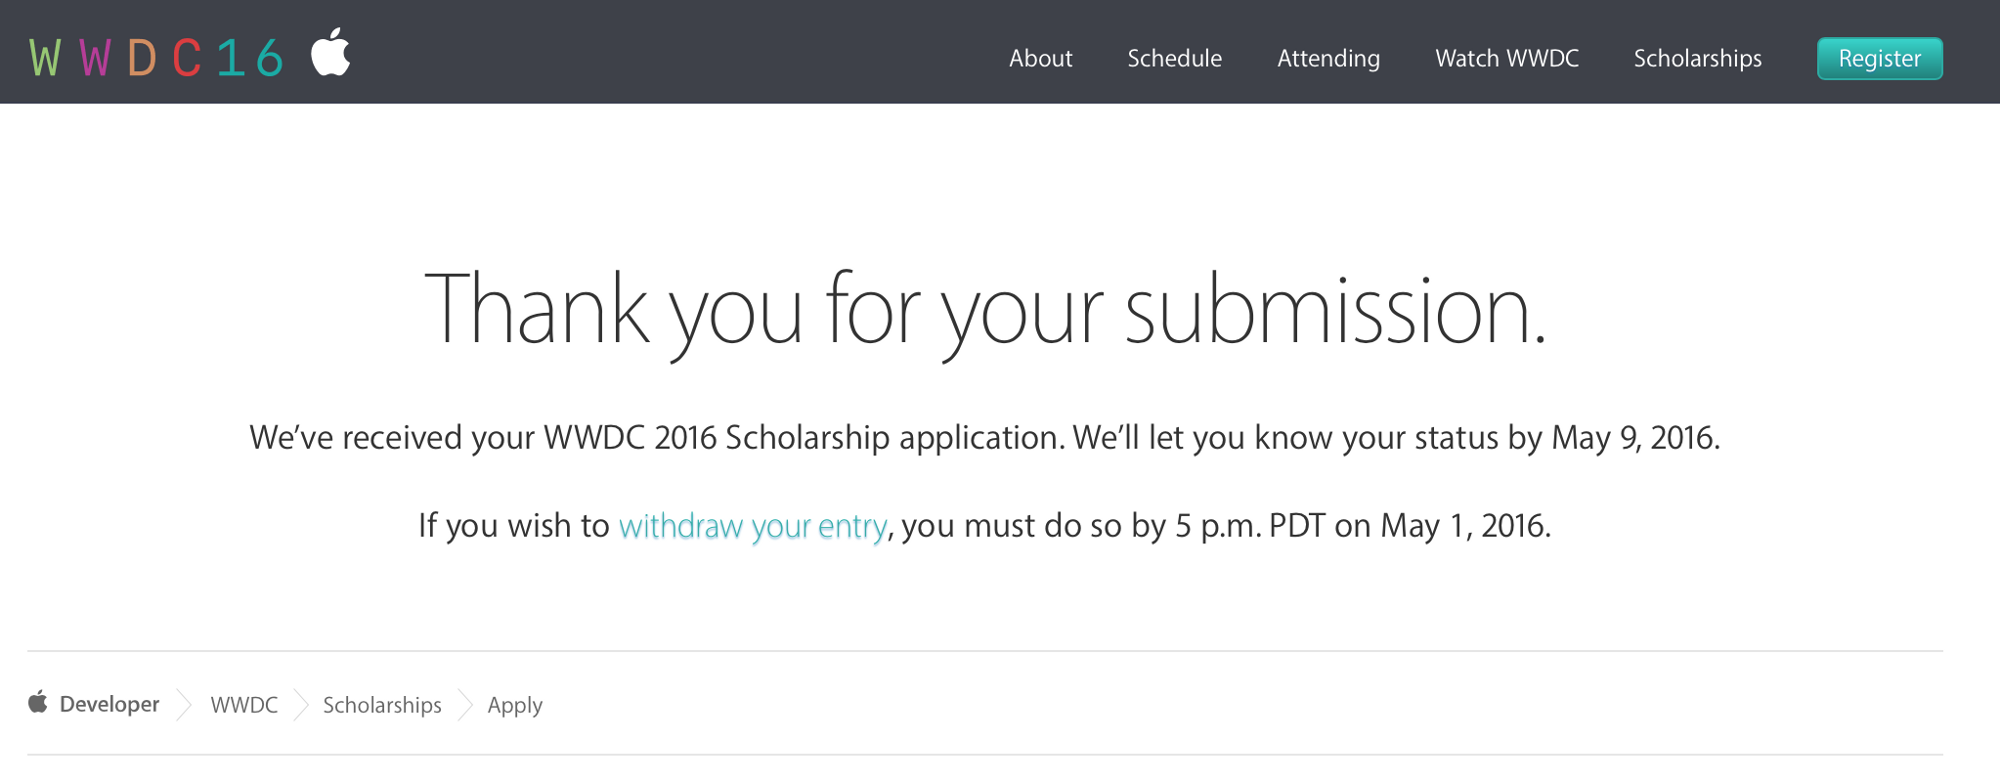 WWDC16
About Schedule Attending Watch WWDC Scholarships Register
Thank you for your submission.
We’ve received your WWDC 2016 Scholarship application. We’ll let you know your status by May 9, 2016.
If you wish to withdraw your entry, you must do so by 5 p.m. PDT on May 1, 2016.
Developer WWDC Scholarships Apply